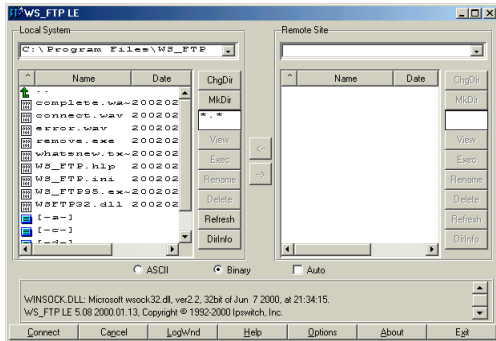 WS_FTP LE
Local System
C:\Program Files\WS_FTP
^ Name Date
..
complete.wa~ 200202
connect.wav 200202
error.wav 200202
remove.exe 200202
whatsnew.tx~ 200202
WS_FTP.hlp 200202
WS_FTP.ini 200202
WS_FTP95.ex~ 200202
WSFTP32.dll 200202
[-a-]
[-c-]
[-d-]
ChgDir
MkDir
*.*
View
Exec
Rename
Delete
Refresh
DirInfo
<--
-->
Remote Site
^ Name Date
ChgDir
MkDir
View
Exec
Rename
Delete
Refresh
DirInfo
ASCII Binary Auto
WINSOCK.DLL: Microsoft wsock32.dll, ver2.2, 32bit of Jun 7 2000, at 21:34:15.
WS_FTP LE 5.08 2000.01.13, Copyright © 1992-2000 Ipswitch, Inc.
Connect Cancel LogWnd Help Options About Exit